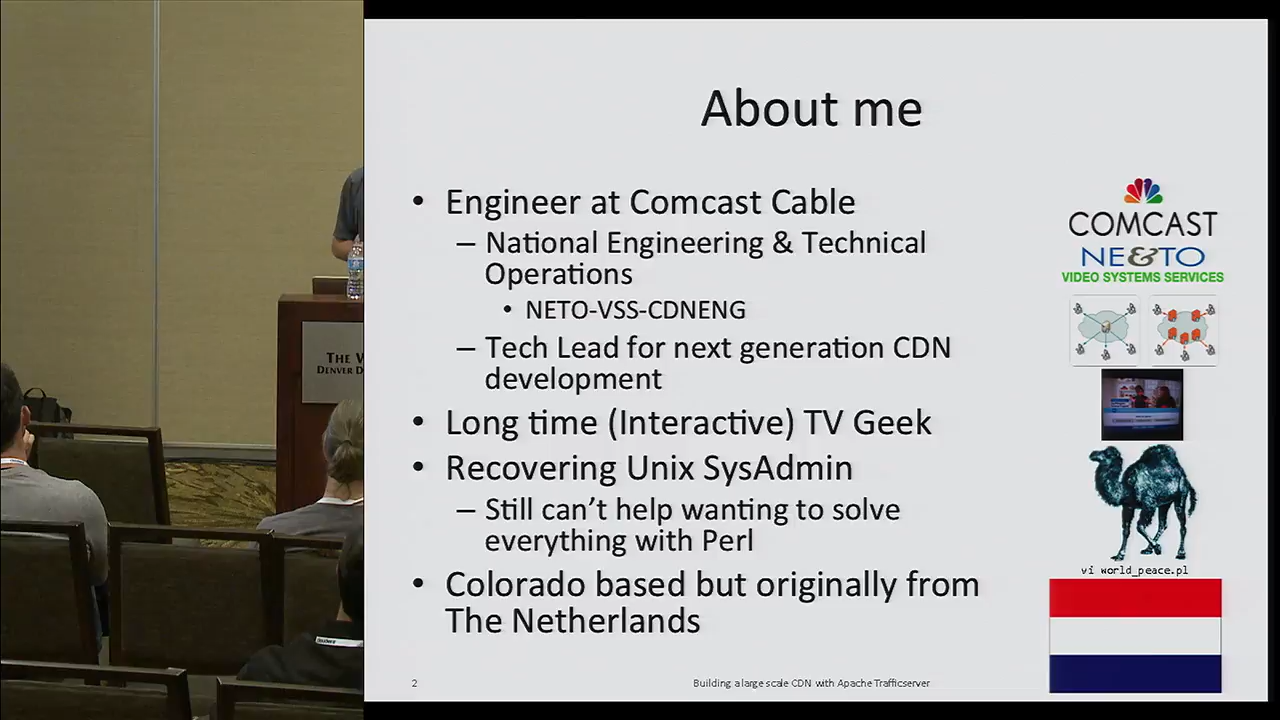 About me
• Engineer at Comcast Cable
– National Engineering & Technical
Operations
• NETO-VSS-CDNENG
– Tech Lead for next generation CDN
development
• Long time (Interactive) TV Geek
• Recovering Unix SysAdmin
– Still can’t help wanting to solve
everything with Perl
• Colorado based but originally from
The Netherlands
COMCAST
NE&TO
VIDEO SYSTEMS SERVICES
vi world_peace.pl
2
Building a large scale CDN with Apache Trafficserver
THE
DENVER